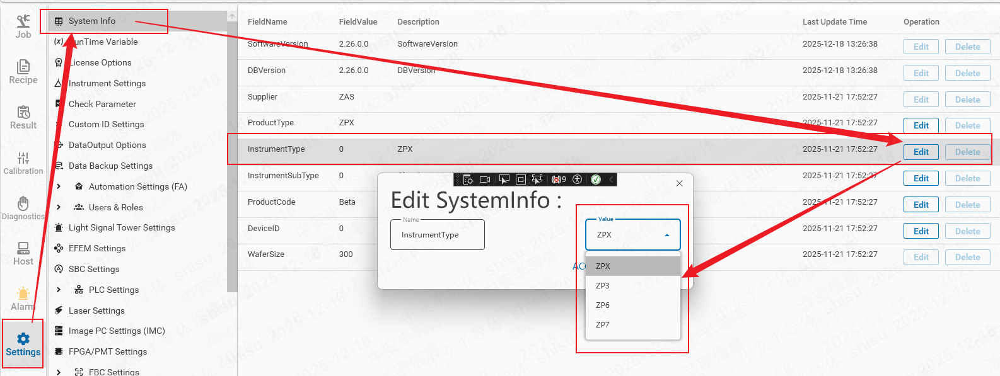 Job
Recipe
Result
Calibration
Diagnostics
Host
Alarm
Settings
System Info
unTime Variable
License Options
Instrument Settings
Check Parameter
Custom ID Settings
DataOutput Options
Data Backup Settings
Automation Settings (FA)
Users & Roles
Light Signal Tower Settings
EFEM Settings
SBC Settings
PLC Settings
Laser Settings
Image PC Settings (IMC)
FPGA/PMT Settings
FBC Settings
FieldName FieldValue Description Last Update Time Operation
SoftwareVersion 2.26.0.0 SoftwareVersion 2025-12-18 13:26:38 Edit Delete
DBVersion 2.26.0.0 DBVersion 2025-12-18 13:26:38 Edit Delete
Supplier ZAS 2025-11-21 17:52:27 Edit Delete
ProductType ZPX 2025-11-21 17:52:27 Edit Delete
InstrumentType 0 ZPX 2025-11-21 17:52:27 Edit Delete
InstrumentSubType 0 2025-11-21 17:52:27 Edit Delete
ProductCode Beta 2025-11-21 17:52:27 Edit Delete
DeviceID 0 2025-11-21 17:52:27 Edit Delete
WaferSize 300 2025-11-21 17:52:27 Edit Delete
9
Edit SystemInfo :
Name
InstrumentType
Value
ZPX
AC
ZPX
ZP3
ZP6
ZP7